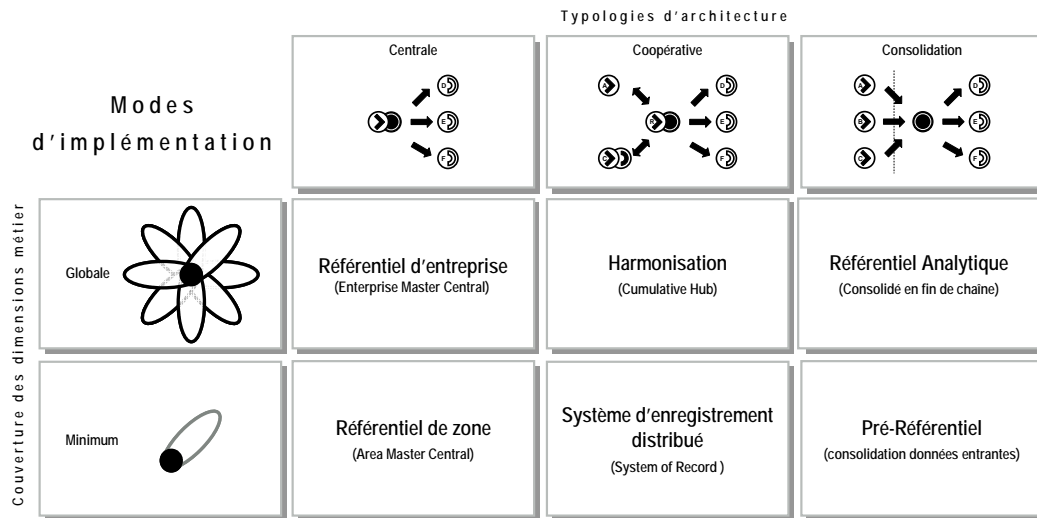 Typologies d'architecture
Modes
d'implémentation
Centrale
D
E
F
Coopérative
A
R
C
D
E
F
Consolidation
A
B
C
D
E
F
Couverture des dimensions métier
Globale
Référentiel d'entreprise
(Enterprise Master Central)
Harmonisation
(Cumulative Hub)
Référentiel Analytique
(Consolidé en fin de chaîne)
Minimum
Référentiel de zone
(Area Master Central)
Système d'enregistrement
distribué
(System of Record )
Pré-Référentiel
(consolidation données entrantes)